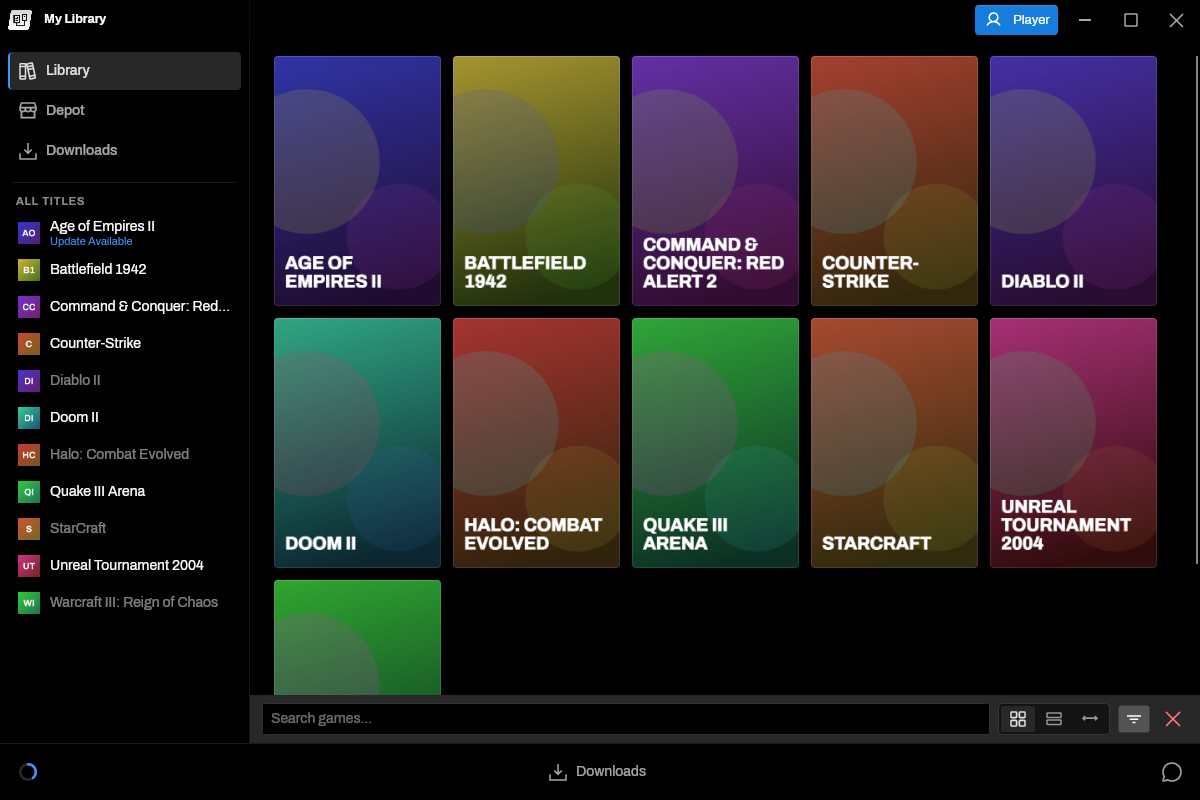 My Library
Player
Library
Depot
Downloads
ALL TITLES
AO
Age of Empires II
Update Available
B1
Battlefield 1942
CC
Command & Conquer: Red...
C
Counter-Strike
DI
Diablo II
DI
Doom II
HC
Halo: Combat Evolved
QI
Quake III Arena
S
StarCraft
UT
Unreal Tournament 2004
WI
Warcraft III: Reign of Chaos
AGE OF
EMPIRES II
BATTLEFIELD
1942
COMMAND &
CONQUER: RED
ALERT 2
COUNTER-
STRIKE
DIABLO II
DOOM II
HALO: COMBAT
EVOLVED
QUAKE III
ARENA
STARCRAFT
UNREAL
TOURNAMENT
2004
Search games...
Downloads